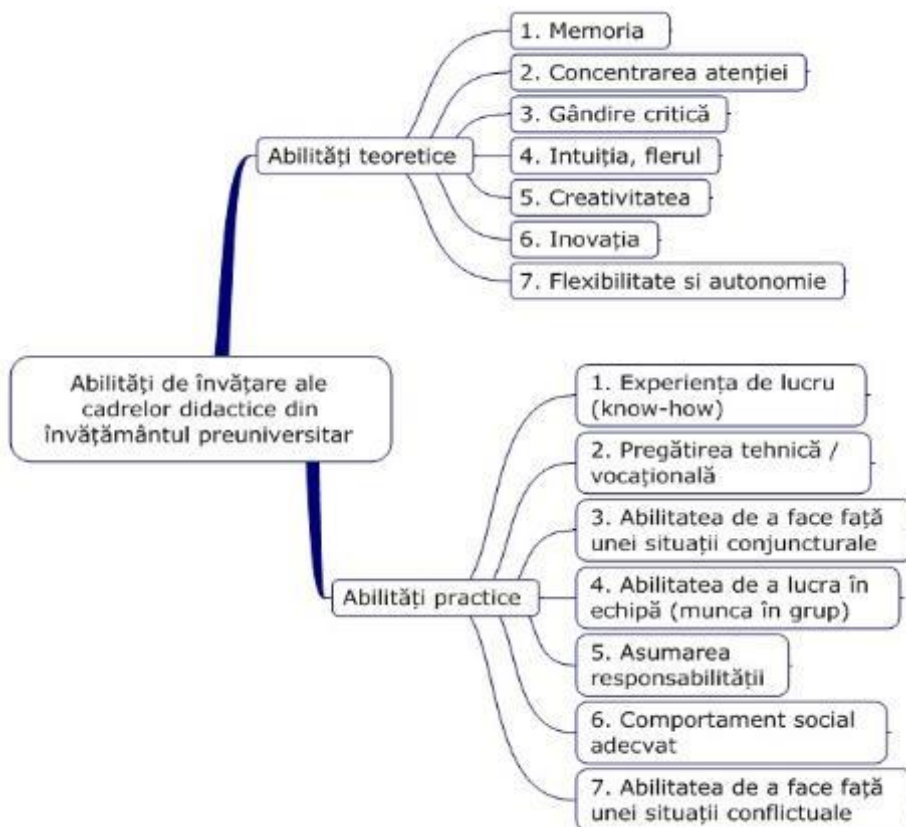 1. Memoria
2. Concentrarea atenției
3. Gândire critică
Abilități teoretice
4. Intuiția, flerul
5. Creativitatea
6. Inovația
7. Flexibilitate si autonomie
Abilități de învățare ale
cadrelor didactice din
învățământul preuniversitar
1. Experiența de lucru
(know-how)
2. Pregătirea tehnică /
vocațională
3. Abilitatea de a face față
unei situații conjuncturale
Abilități practice
4. Abilitatea de a lucra în
echipă (munca în grup)
5. Asumarea
responsabilității
6. Comportament social
adecvat
7. Abilitatea de a face față
unei situații conflictuale